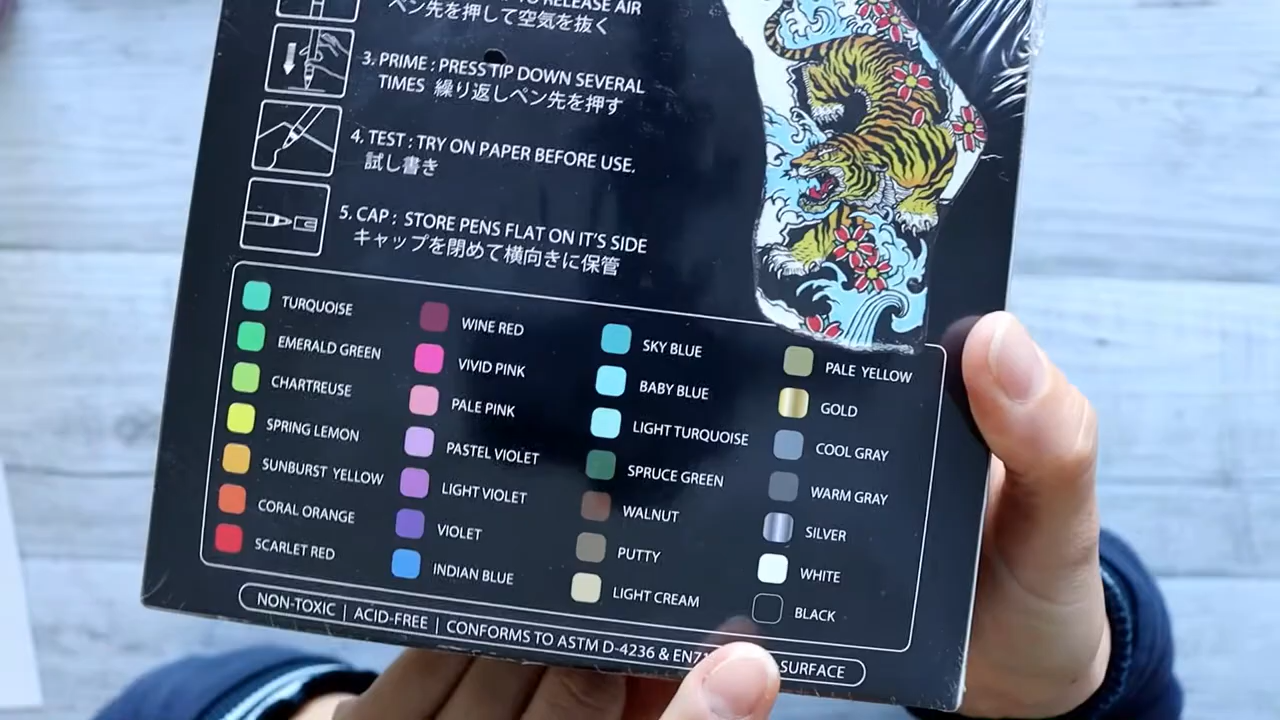 TO RELEASE AIR
ペン先を押して空気を抜く
3. PRIME : PRESS TIP DOWN SEVERAL
TIMES 繰り返しペン先を押す
4. TEST : TRY ON PAPER BEFORE USE.
試し書き
5. CAP : STORE PENS FLAT ON IT'S SIDE
キャップを閉めて横向きに保管
TURQUOISE
EMERALD GREEN
CHARTREUSE
SPRING LEMON
SUNBURST YELLOW
CORAL ORANGE
SCARLET RED
WINE RED
VIVID PINK
PALE PINK
PASTEL VIOLET
LIGHT VIOLET
VIOLET
INDIAN BLUE
SKY BLUE
BABY BLUE
LIGHT TURQUOISE
SPRUCE GREEN
WALNUT
PUTTY
LIGHT CREAM
PALE YELLOW
GOLD
COOL GRAY
WARM GRAY
SILVER
WHITE
BLACK
NON-TOXIC | ACID-FREE | CONFORMS TO ASTM D-4236 & SURFACE